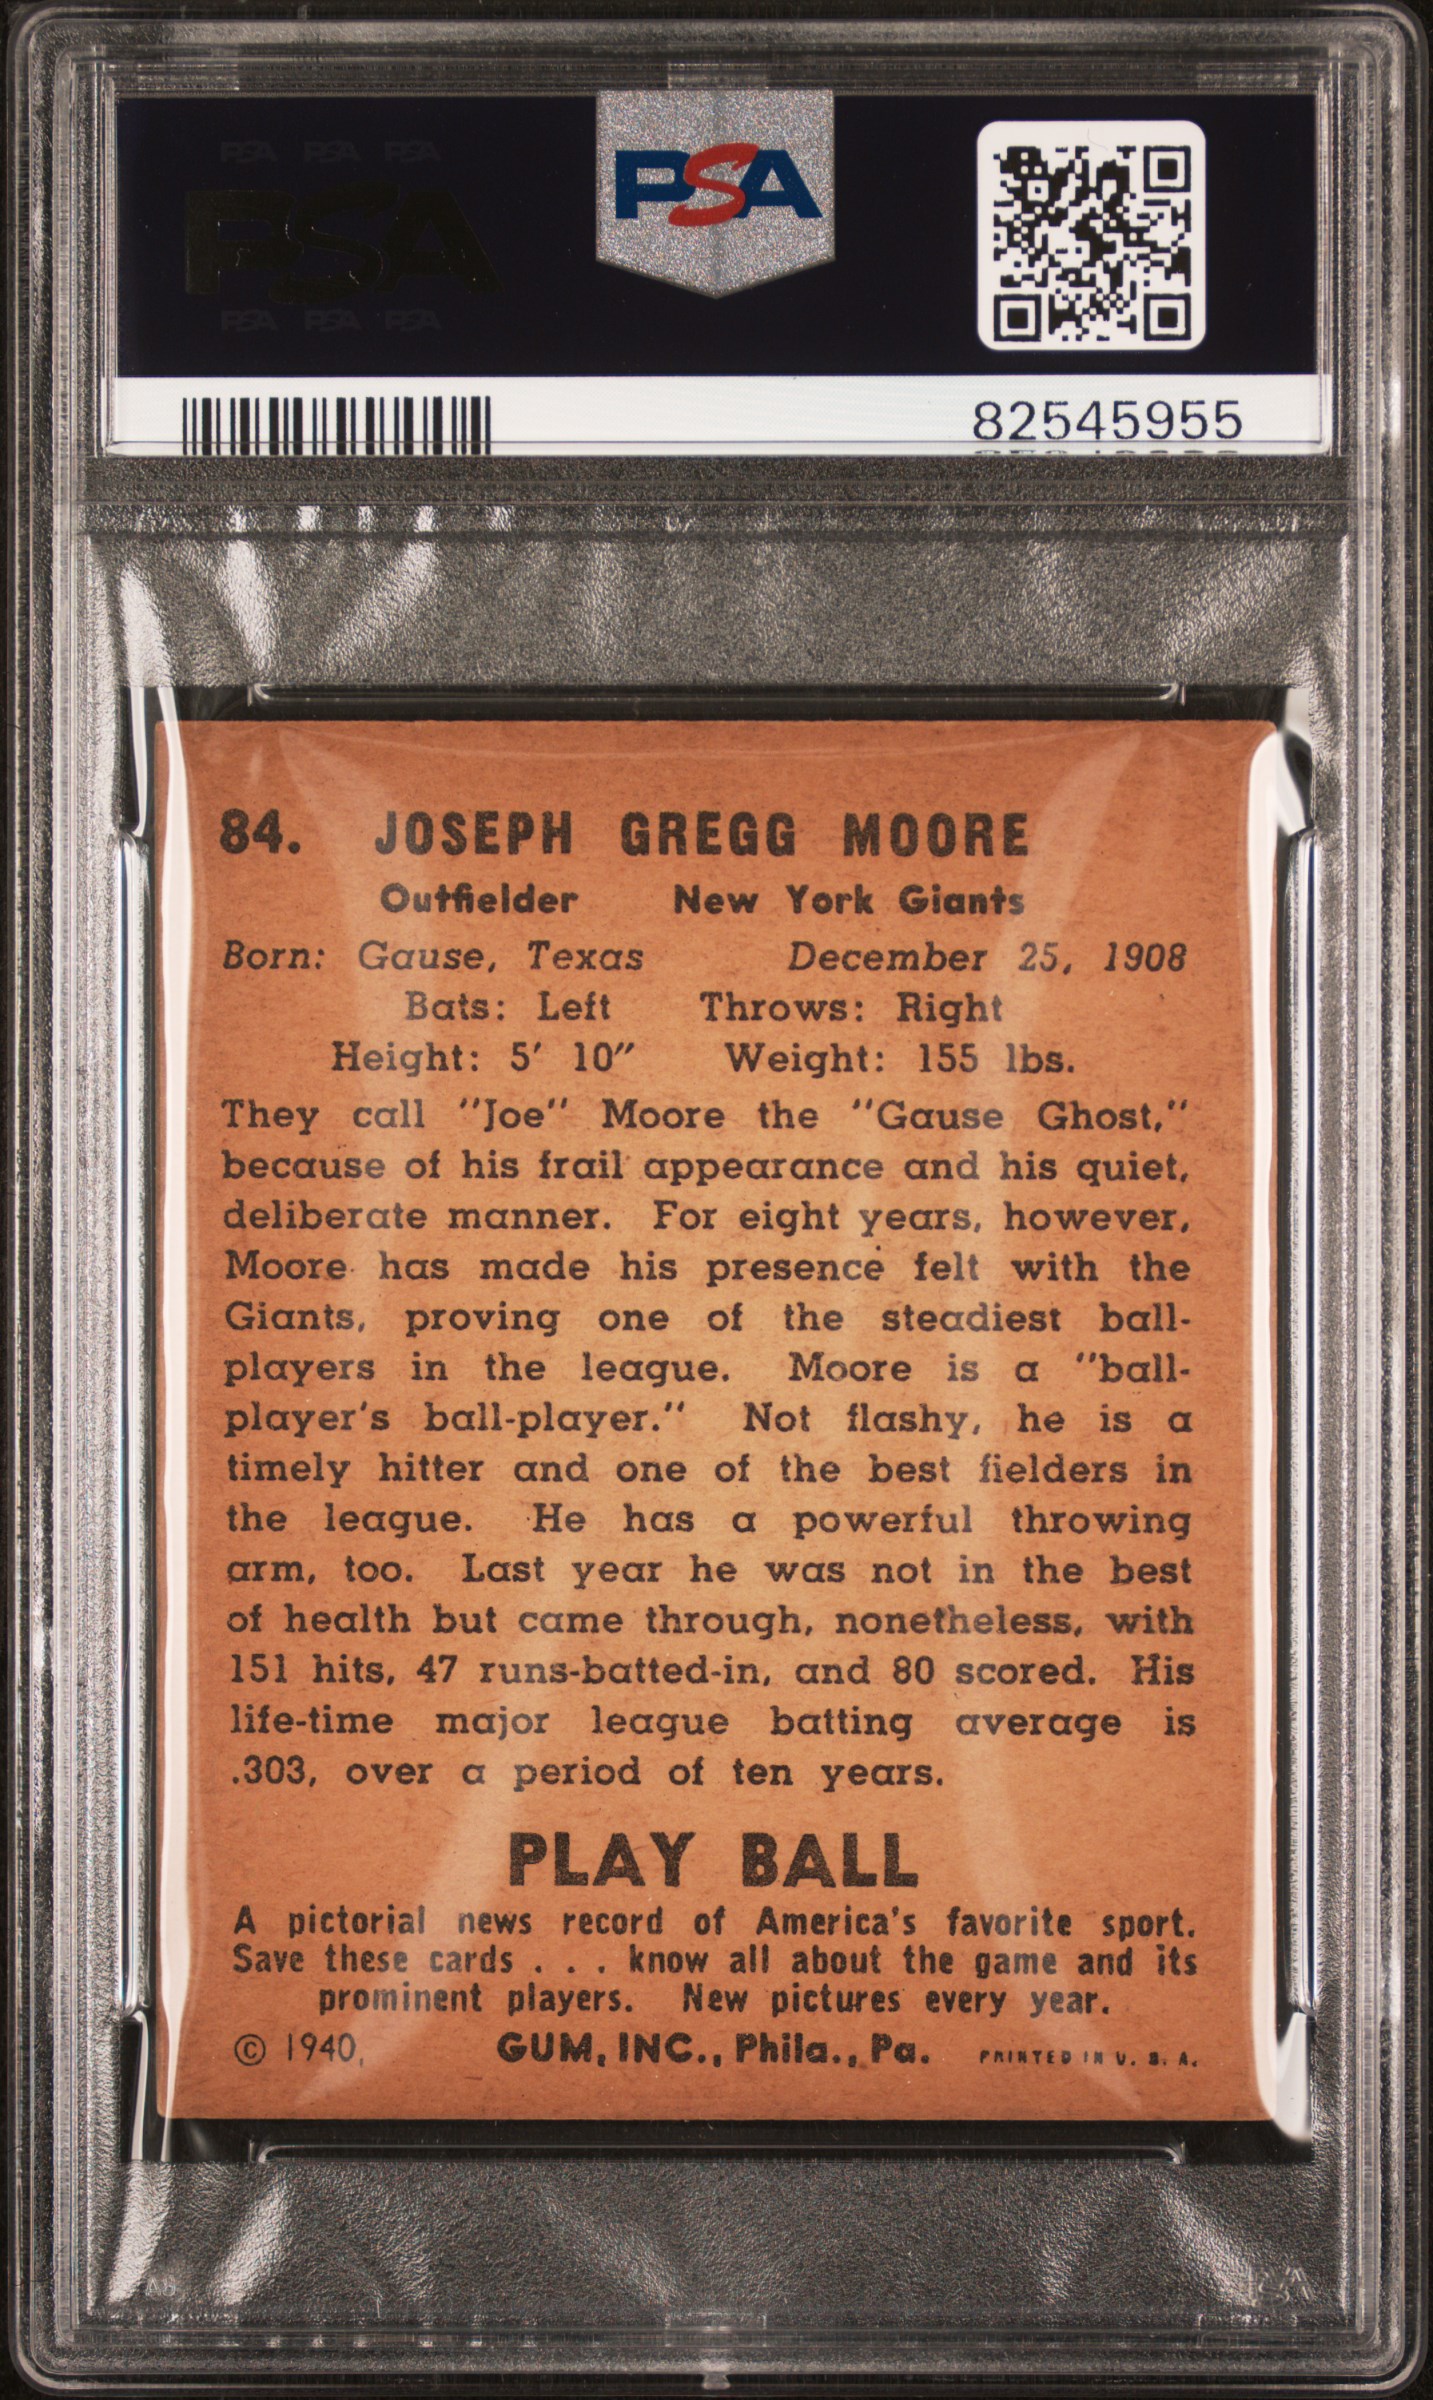 PSA PSA PSA
PSA
PSA PSA PSA
PSA
82545955
84. JOSEPH GREGG MOORE
Outfielder New York Giants
Born: Gause, Texas December 25, 1908
Bats: Left Throws: Right
Height: 5' 10" Weight: 155 lbs.
They call "Joe" Moore the "Gause Ghost,"
because of his frail appearance and his quiet,
deliberate manner. For eight years, however,
Moore has made his presence felt with the
Giants, proving one of the steadiest ball-
players in the league. Moore is a "ball-
player's ball-player." Not flashy, he is a
timely hitter and one of the best fielders in
the league. He has a powerful throwing
arm, too. Last year he was not in the best
of health but came through, nonetheless, with
151 hits, 47 runs-batted-in, and 80 scored. His
life-time major league batting average is
.303, over a period of ten years.
PLAY BALL
A pictorial news record of America's favorite sport.
Save these cards . . . know all about the game and its
prominent players. New pictures every year.
© 1940, GUM, INC., Phila., Pa. PRINTED IN U. S. A.